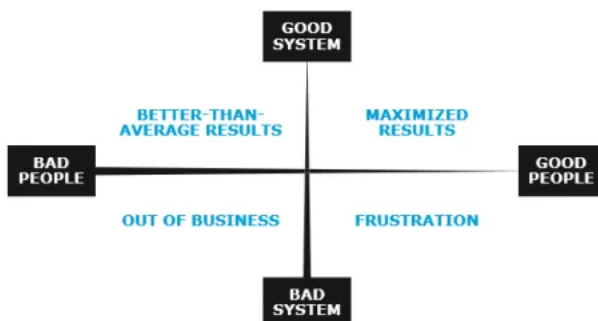 GOOD
SYSTEM
BETTER-THAN-
AVERAGE RESULTS
MAXIMIZED
RESULTS
BAD
PEOPLE
GOOD
PEOPLE
OUT OF BUSINESS
FRUSTRATION
BAD
SYSTEM